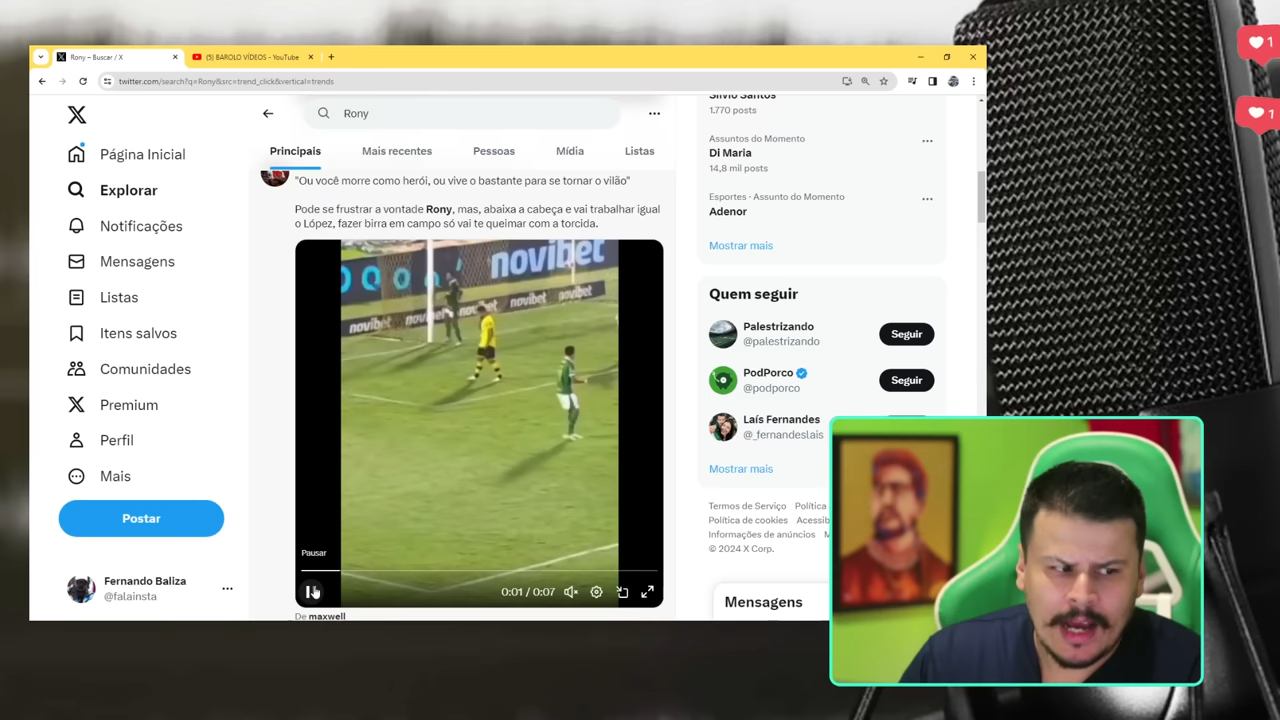 Rony – Buscar / X
(5) BAROLO VÍDEOS - YouTube
twitter.com/search?q=Rony&src=trend_click&vertical=trends
Página Inicial
Explorar
Notificações
Mensagens
Listas
Itens salvos
Comunidades
Premium
Perfil
Mais
Postar
Fernando Baliza
@falainsta
Rony
Principais
Mais recentes
Pessoas
Mídia
Listas
"Ou você morre como herói, ou vive o bastante para se tornar o vilão"
Pode se frustrar a vontade Rony, mas, abaixa a cabeça e vai trabalhar igual
o López, fazer birra em campo só vai te queimar com a torcida.
novibet
novibet
novibet
novibet
Pausar
0:01 / 0:07
De maxwell
Silvio Santos
1.770 posts
Assuntos do Momento
Di Maria
14,8 mil posts
Esportes · Assunto do Momento
Adenor
Mostrar mais
Quem seguir
Palestrizando
@palestrizando
Seguir
PodPorco
@podporco
Seguir
Laís Fernandes
@_fernandeslais
Mostrar mais
Termos de Serviço
Política
Política de cookies
Acessib
Informações de anúncios
© 2024 X Corp.
Mensagens
1
1